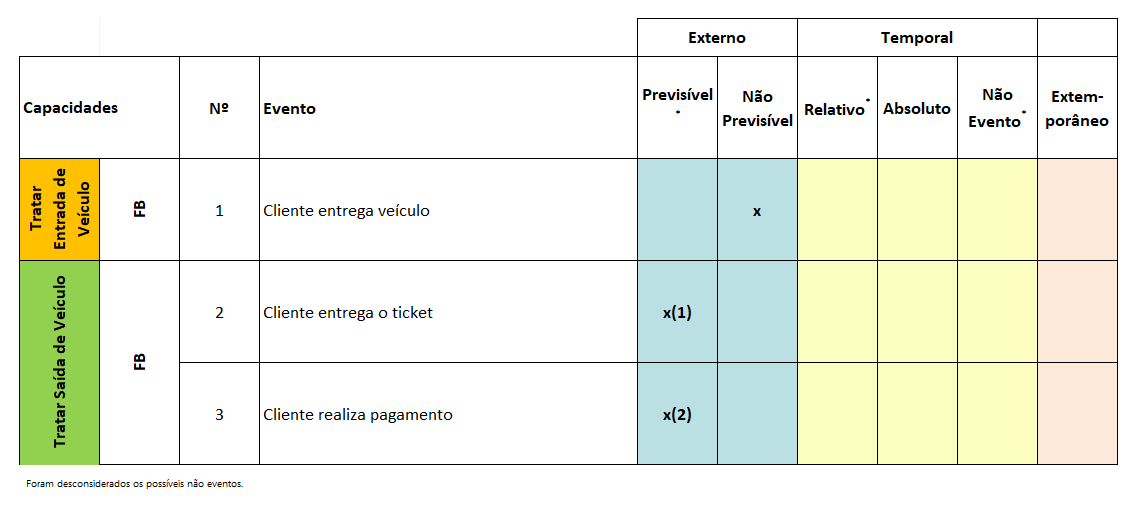 Externo Temporal
Capacidades Nº Evento Previsível* Não Previsível Relativo* Absoluto Não Evento* Extem-porâneo
Tratar Entrada de Veículo FB 1 Cliente entrega veículo x
Tratar Saída de Veículo FB 2 Cliente entrega o ticket x(1)
3 Cliente realiza pagamento x(2)
Foram desconsiderados os possíveis não eventos.